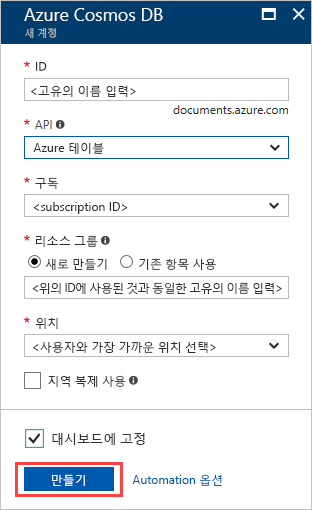 Azure Cosmos DB
새 계정
* ID
<고유의 이름 입력>
documents.azure.com
* API
Azure 테이블
* 구독
<subscription ID>
* 리소스 그룹
새로 만들기 기존 항목 사용
<위의 ID에 사용된 것과 동일한 고유의 이름 입력>
* 위치
<사용자와 가장 가까운 위치 선택>
지역 복제 사용
대시보드에 고정
만들기 Automation 옵션